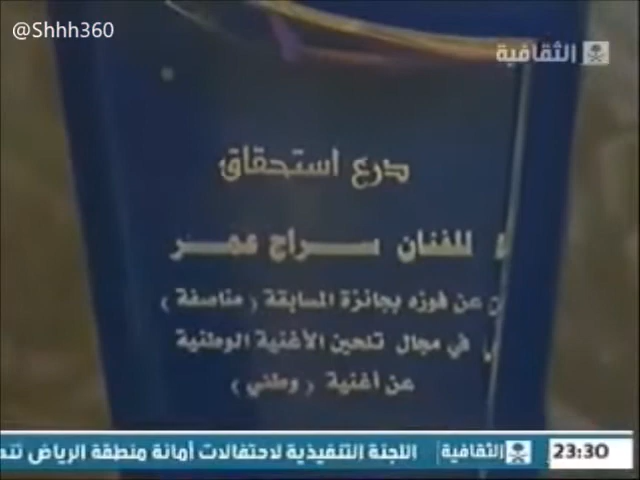 @Shhh360
الثقافية
درع استحقاق
للفنان سراج عمر
عن فوزه بجائزة المسابقة (مناصفة)
في مجال تلحين الأغنية الوطنية
عن أغنية (وطني)
23:30 الثقافية اللجنة التنفيذية لاحتفالات أمانة منطقة الرياض